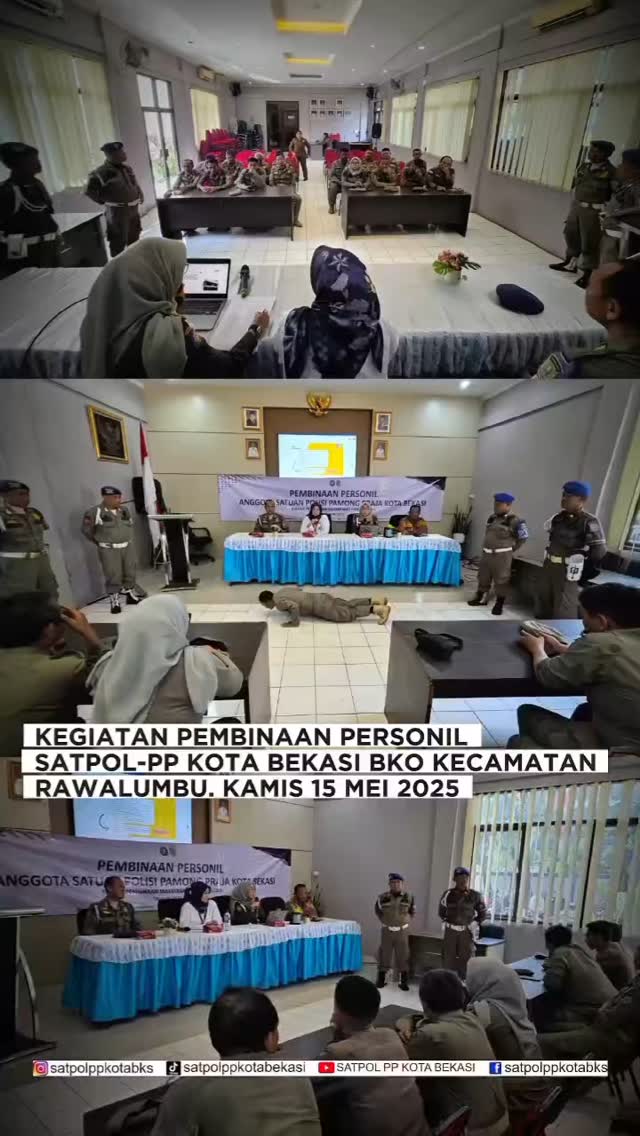 PEMBINAAN PERSONIL
ANGGOTA SATUAN POLISI PAMONG PRAJA KOTA BEKASI
KEGIATAN PEMBINAAN PERSONIL
SATPOL-PP KOTA BEKASI BKO KECAMATAN
RAWALUMBU. KAMIS 15 MEI 2025
PEMBINAAN PERSONIL
ANGGOTA SATUAN POLISI PAMONG PRAJA KOTA BEKASI
satpolppkotabks
satpolppkotabekasi
SATPOL PP KOTA BEKASI
satpolppkotabks